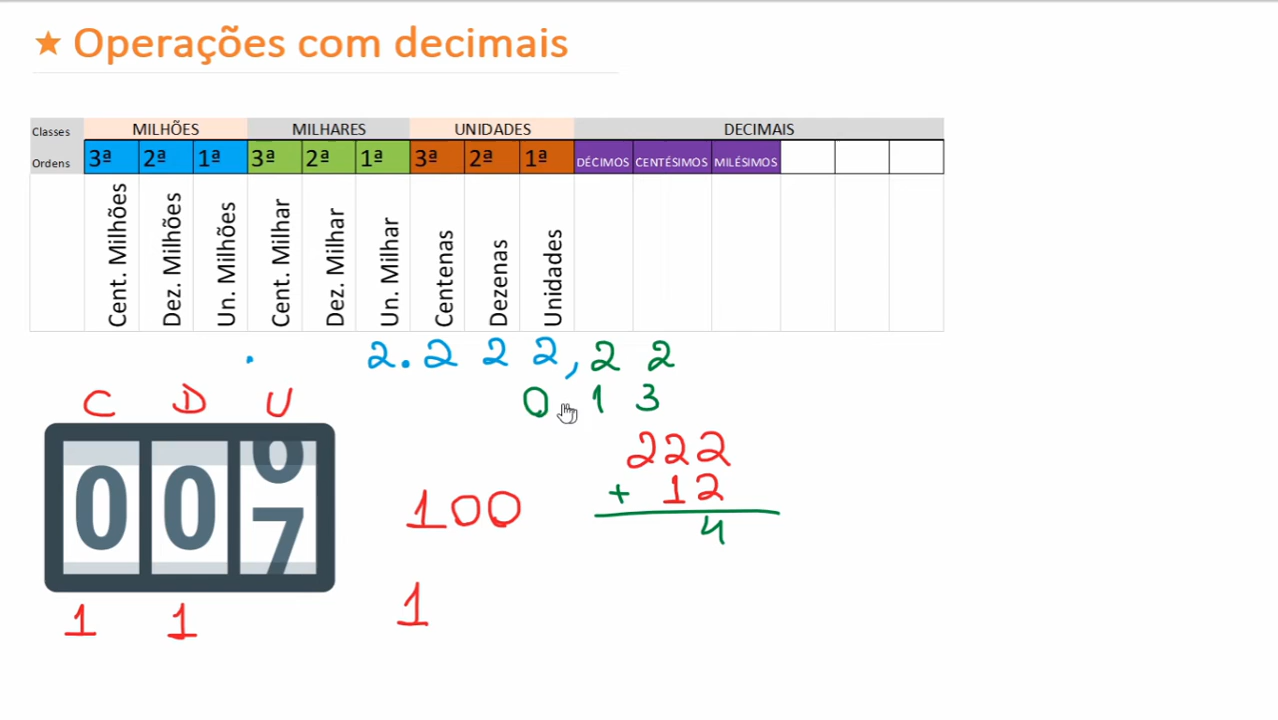 ★ Operações com decimais
Classes MILHÕES MILHARES UNIDADES DECIMAIS
Ordens 3ª 2ª 1ª 3ª 2ª 1ª 3ª 2ª 1ª DÉCIMOS CENTÉSIMOS MILÉSIMOS
Cent. Milhões Dez. Milhões Un. Milhões Cent. Milhar Dez. Milhar Un. Milhar Centenas Dezenas Unidades
. 2.222,22
0 13
C D U
222
+ 12
4
007
0
100
1 1
1